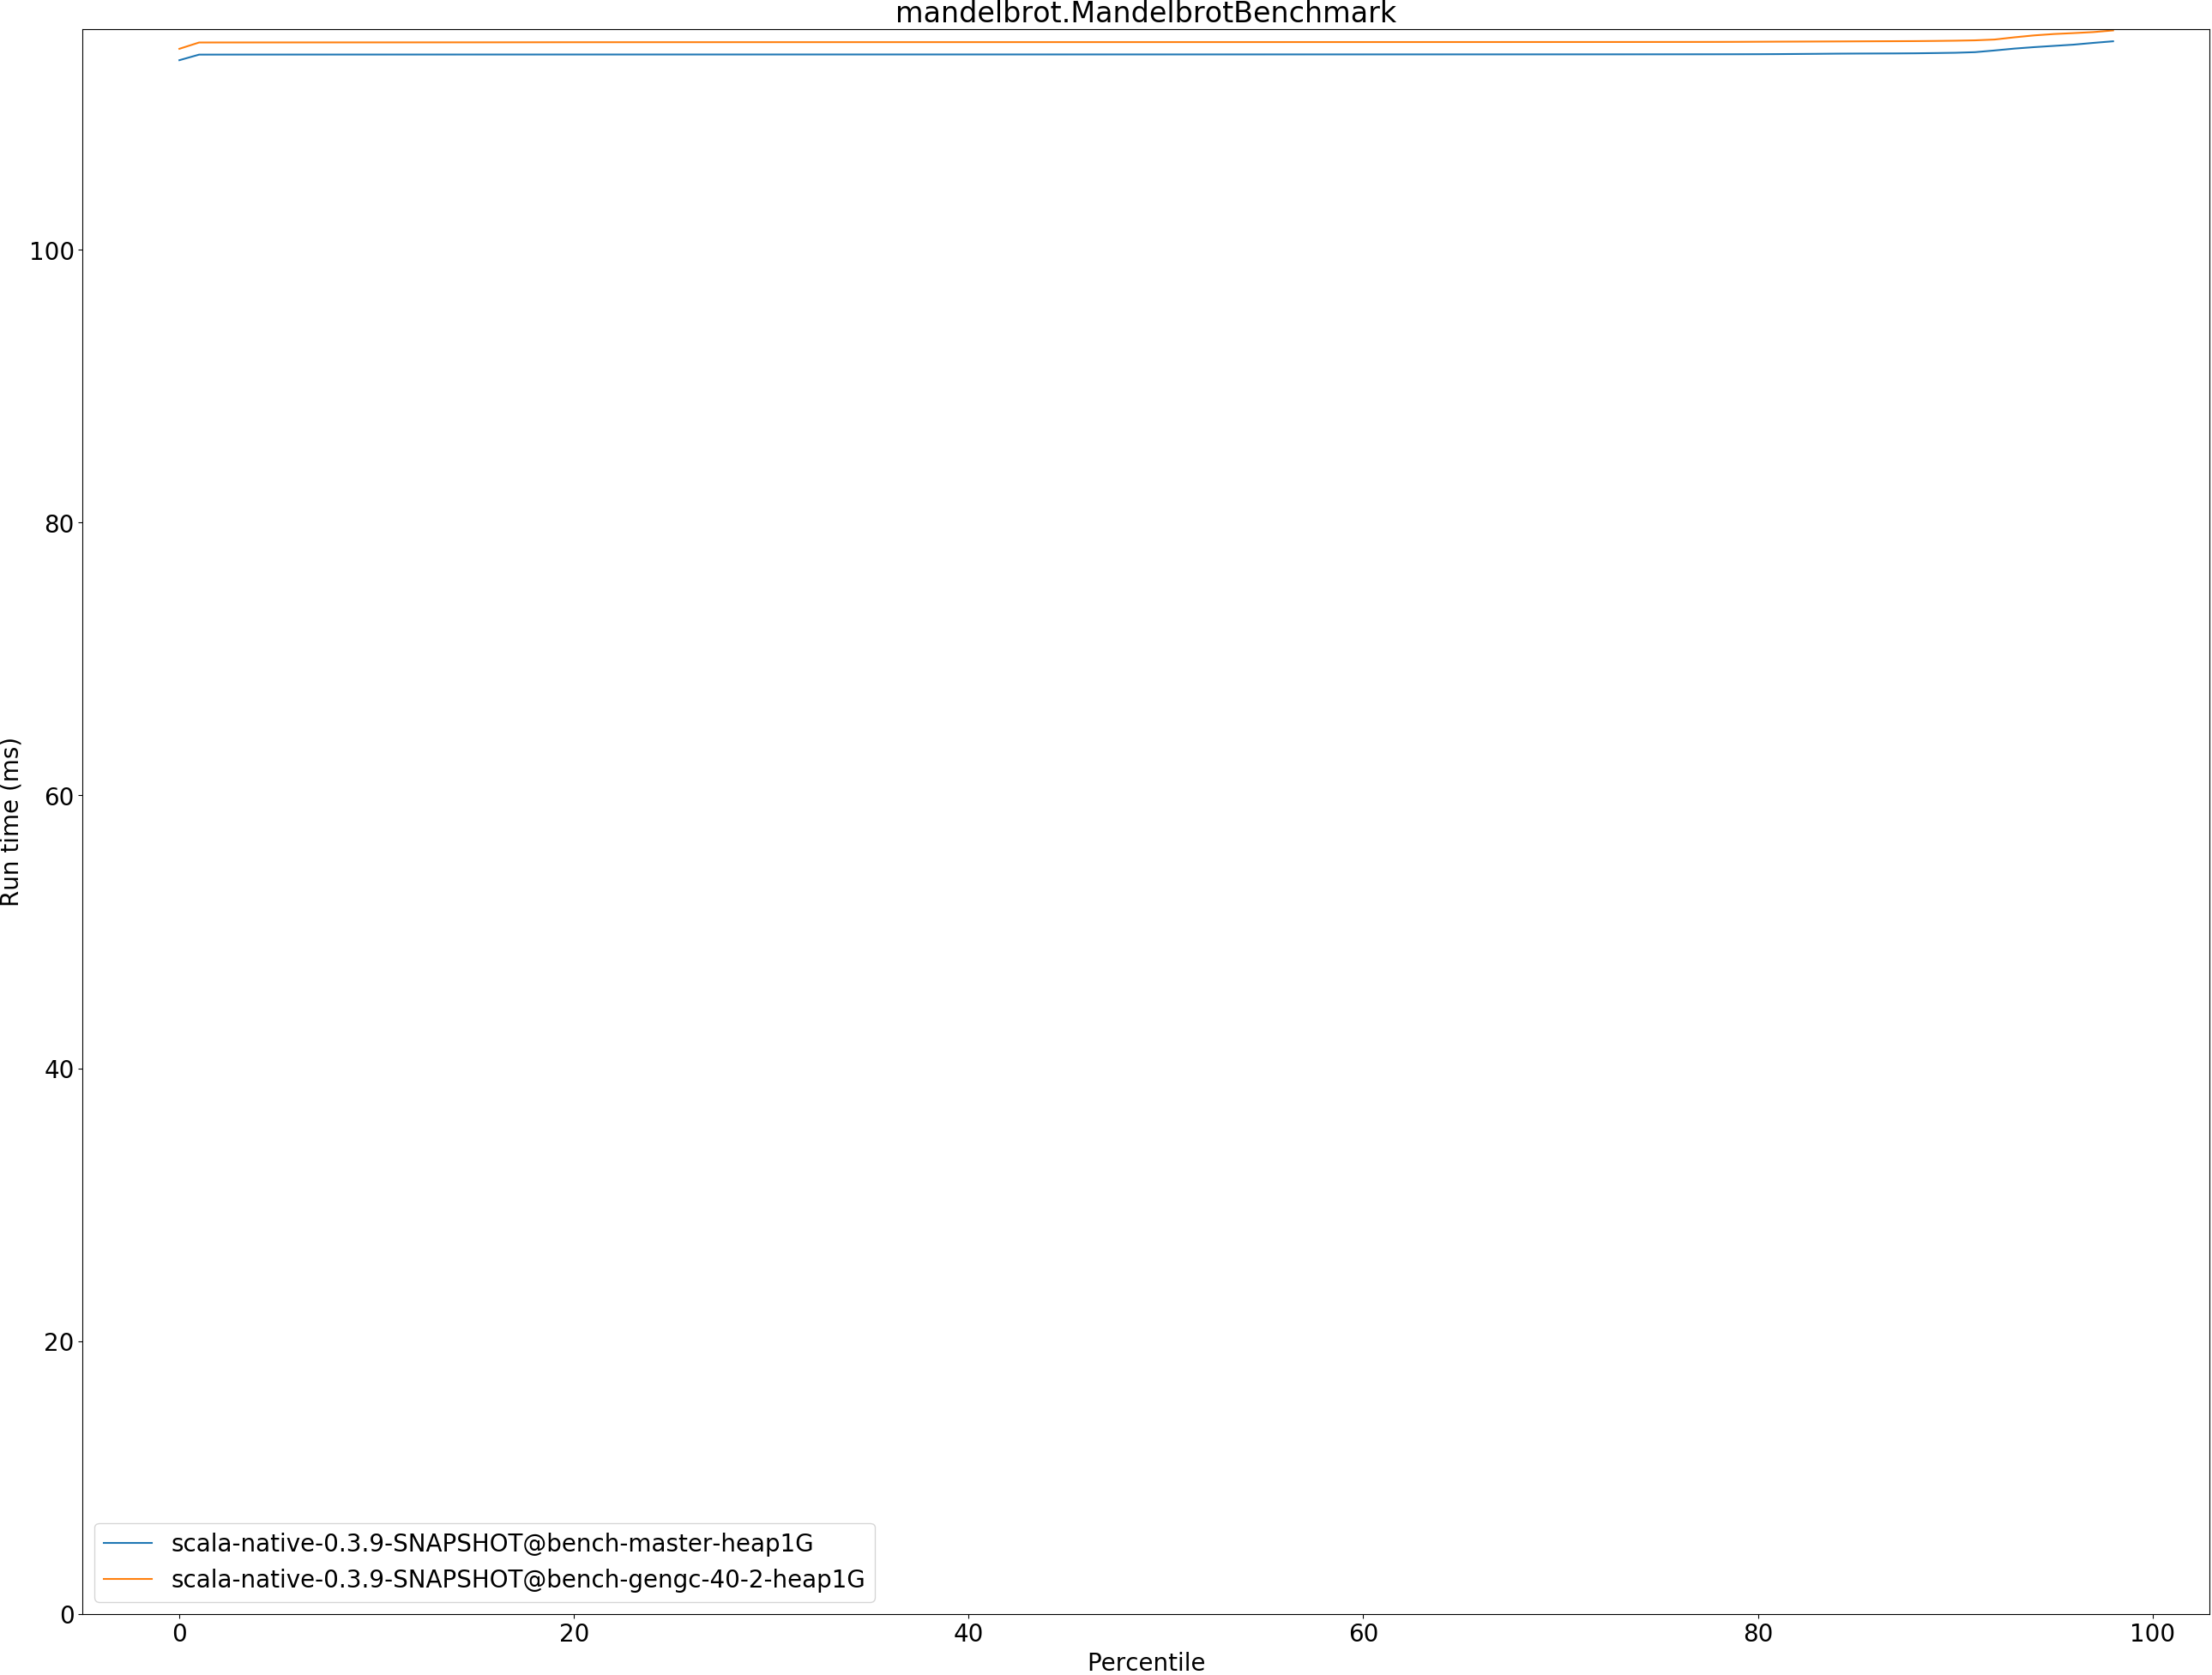 mandelbrot.MandelbrotBenchmark
Run time (ms)
100
80
60
40
20
0
scala-native-0.3.9-SNAPSHOT@bench-master-heap1G
scala-native-0.3.9-SNAPSHOT@bench-gengc-40-2-heap1G
0 20 40 60 80 100
Percentile